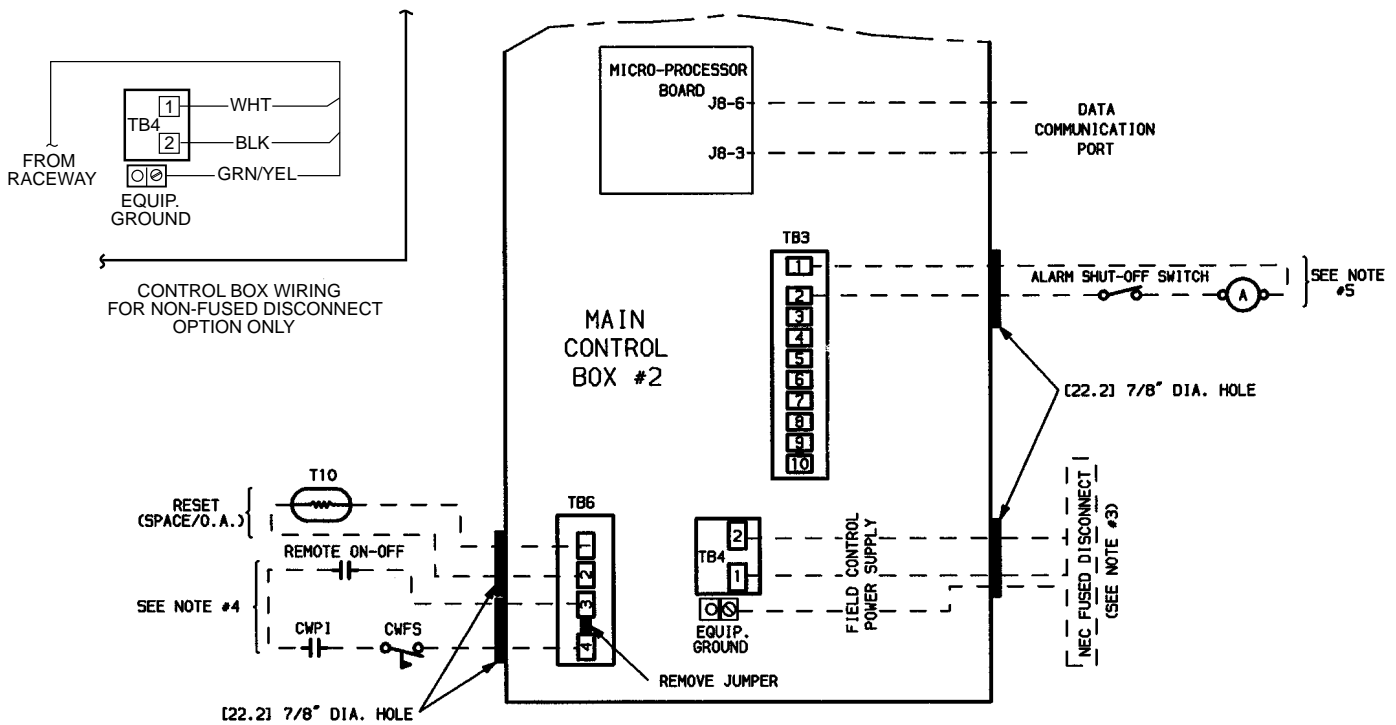 1
WHT
TB4
2
BLK
FROM
RACEWAY
GRN/YEL
EQUIP.
GROUND
CONTROL BOX WIRING
FOR NON-FUSED DISCONNECT
OPTION ONLY
MICRO-PROCESSOR
BOARD
J8-6
J8-3
DATA
COMMUNICATION
PORT
MAIN
CONTROL
BOX #2
TB3
1
2
3
4
5
6
7
8
9
10
ALARM SHUT-OFF SWITCH
A
SEE NOTE
#5
[22.2] 7/8" DIA. HOLE
T10
RESET
(SPACE/O.A.)
REMOTE ON-OFF
SEE NOTE #4
CWPI
CWFS
TB6
1
2
3
4
REMOVE JUMPER
[22.2] 7/8" DIA. HOLE
TB4
2
1
EQUIP.
GROUND
FIELD CONTROL
POWER SUPPLY
NEC FUSED DISCONNECT
(SEE NOTE #3)